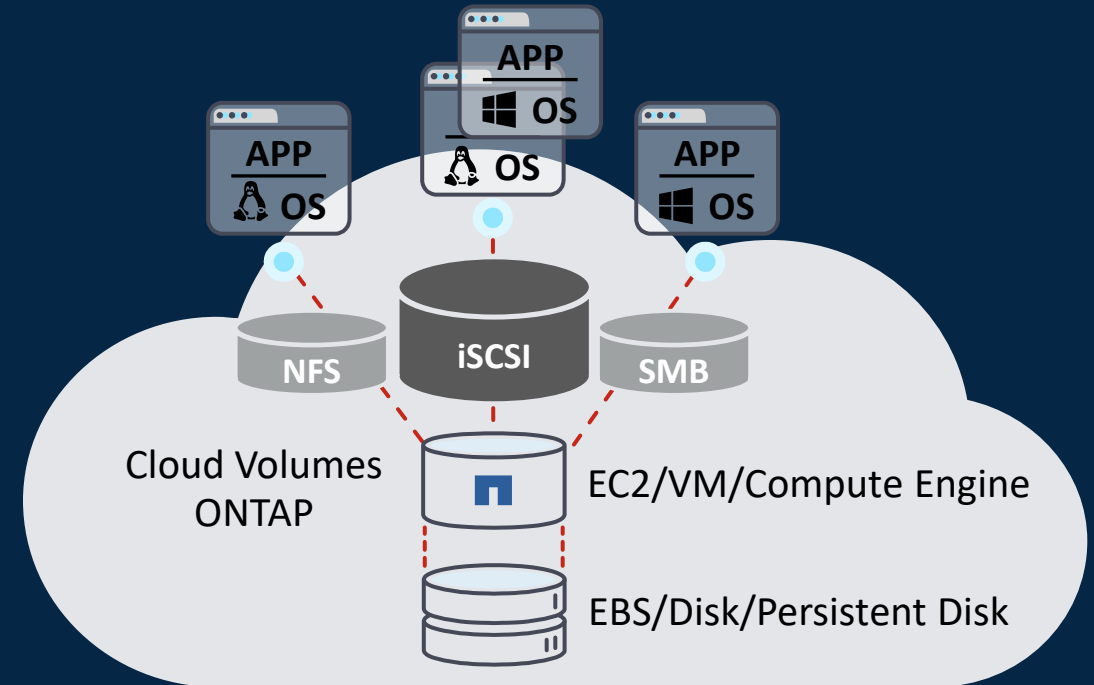 APP
OS
OS
APP
OS
APP
OS
NFS
iSCSI
SMB
Cloud Volumes
ONTAP
EC2/VM/Compute Engine
EBS/Disk/Persistent Disk